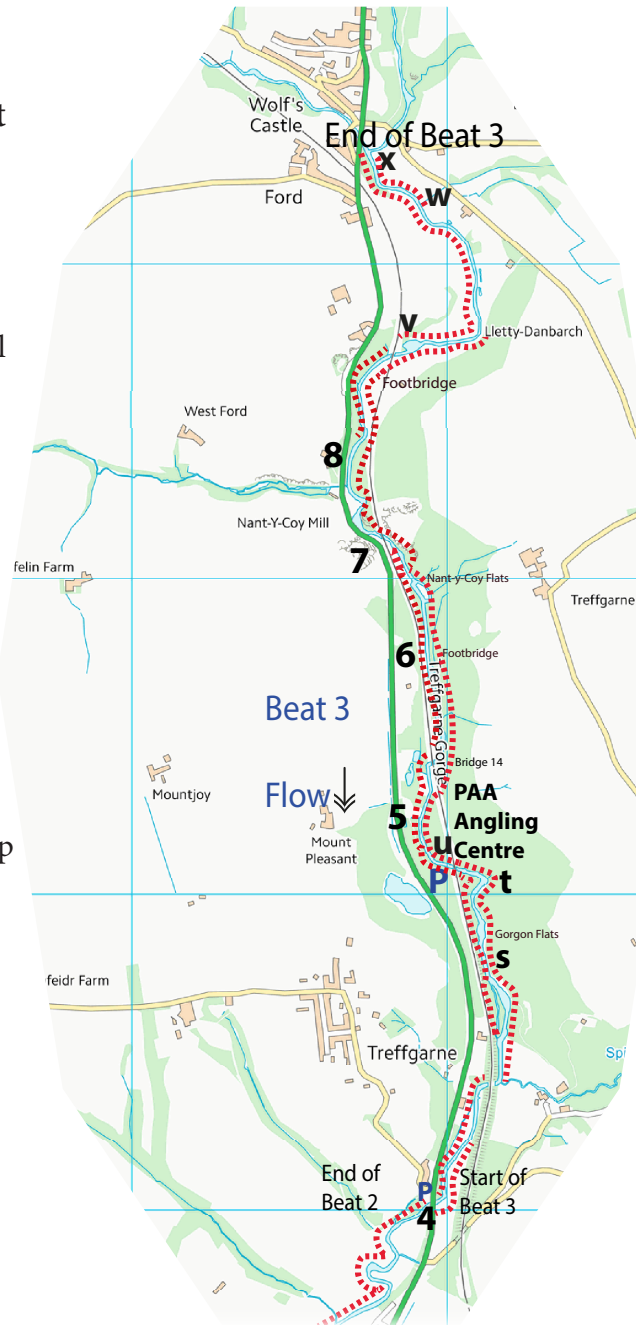 t
Wolf's
Castle
End of Beat 3
x
w
Ford
v
l
Lletty-Danbarch
Footbridge
West Ford
8
Nant-Y-Coy Mill
7
felin Farm
Nant-y-Coy Flats
Treffgarne
6
Footbridge
Treffgarne Gorge
Beat 3
Bridge 14
Flow
Mountjoy
PAA
Angling
Centre
5
Mount
Pleasant
u
p
P
t
Gorgon Flats
s
feidr Farm
Treffgarne
Spi
End of
Beat 2
P
Start of
Beat 3
4